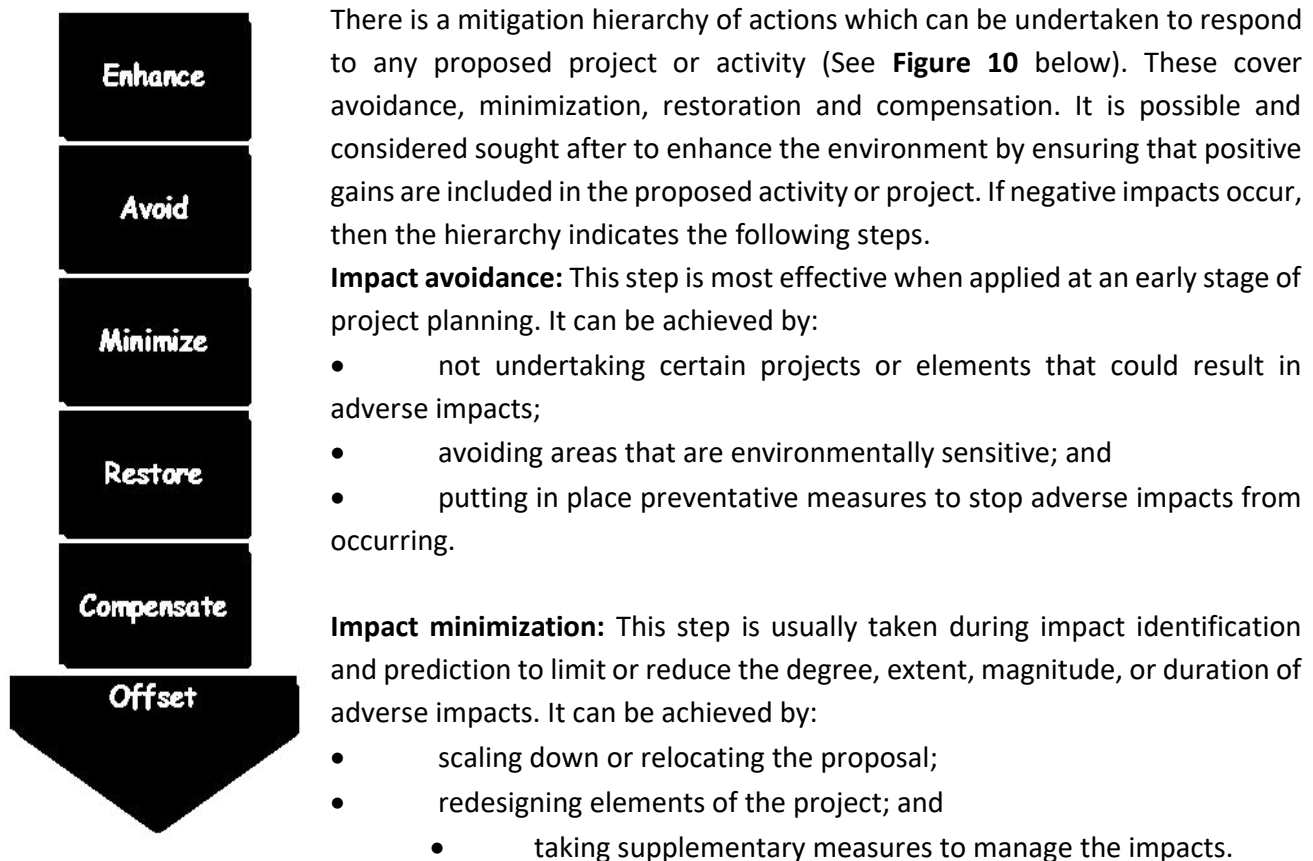 Enhance
Avoid
Minimize
Restore
Compensate
Offset
There is a mitigation hierarchy of actions which can be undertaken to respond
to any proposed project or activity (See Figure 10 below). These cover
avoidance, minimization, restoration and compensation. It is possible and
considered sought after to enhance the environment by ensuring that positive
gains are included in the proposed activity or project. If negative impacts occur,
then the hierarchy indicates the following steps.
Impact avoidance: This step is most effective when applied at an early stage of
project planning. It can be achieved by:
• not undertaking certain projects or elements that could result in
adverse impacts;
• avoiding areas that are environmentally sensitive; and
• putting in place preventative measures to stop adverse impacts from
occurring.
Impact minimization: This step is usually taken during impact identification
and prediction to limit or reduce the degree, extent, magnitude, or duration of
adverse impacts. It can be achieved by:
• scaling down or relocating the proposal;
• redesigning elements of the project; and
• taking supplementary measures to manage the impacts.